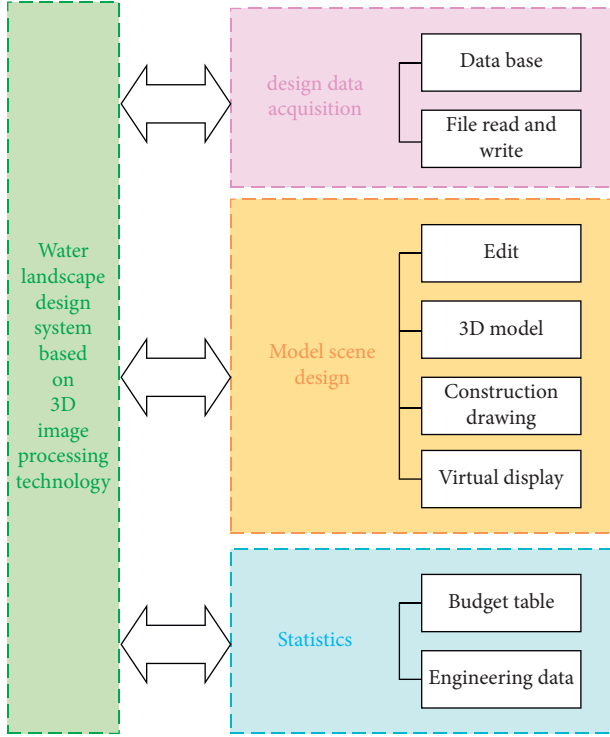 Water
landscape
design
system
based
on
3D
image
processing
technology
design data
acquisition
Data base
File read and
write
Model scene
design
Edit
3D model
Construction
drawing
Virtual display
Statistics
Budget table
Engineering data